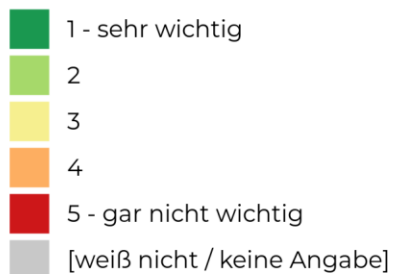 1 - sehr wichtig
2
3
4
5 - gar nicht wichtig
[weiß nicht / keine Angabe]